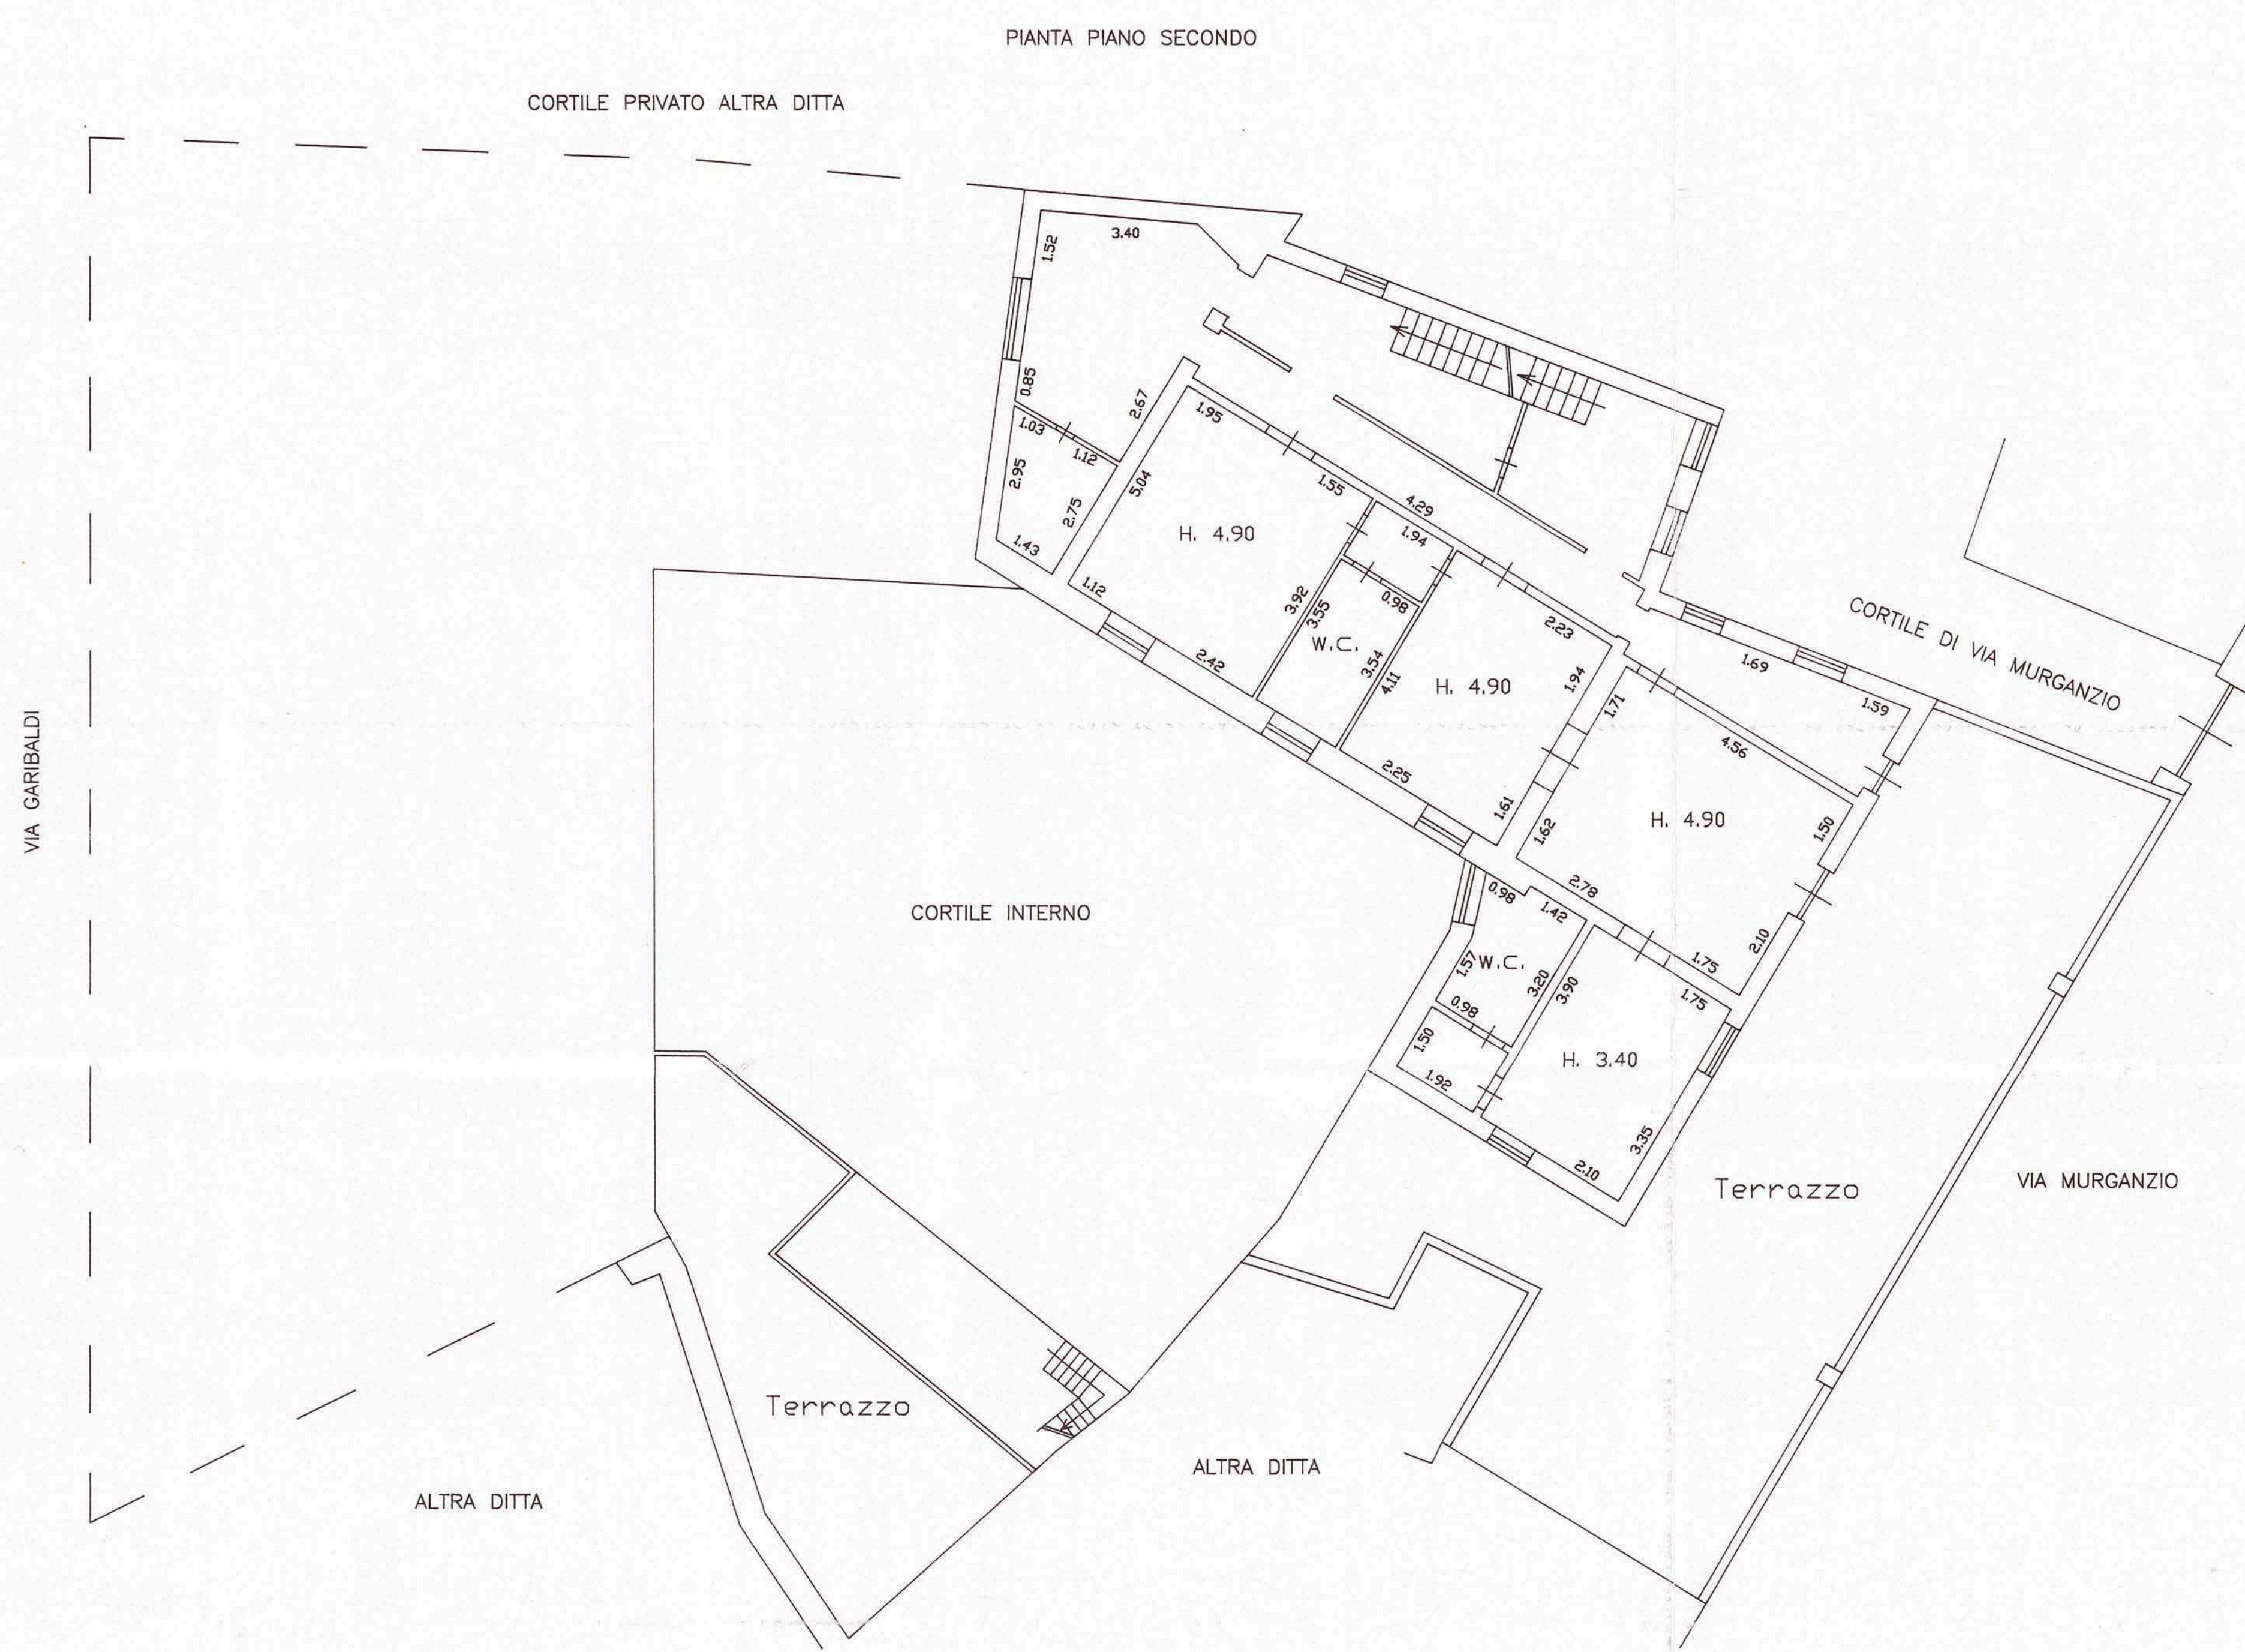 PIANTA PIANO SECONDO
CORTILE PRIVATO ALTRA DITTA
3.40
1.52
0.85
2.67
1.03
1.12
2.95
2.75
1.43
1.95
5.04
1.55
H. 4.90
1.12
2.42
3.92
4.29
1.94
0.98
3.55
W.C.
3.54
4.11
2.23
H. 4.90
1.94
2.25
1.61
1.69
1.59
1.71
4.56
H. 4.90
1.50
1.62
2.78
1.75
2.10
CORTILE DI VIA MURGANZIO
VIA GARIBALDI
CORTILE INTERNO
0.98
1.42
1.57
W.C.
3.20
0.98
3.90
1.75
1.50
1.92
H. 3.40
3.35
2.10
Terrazzo
VIA MURGANZIO
Terrazzo
ALTRA DITTA
ALTRA DITTA